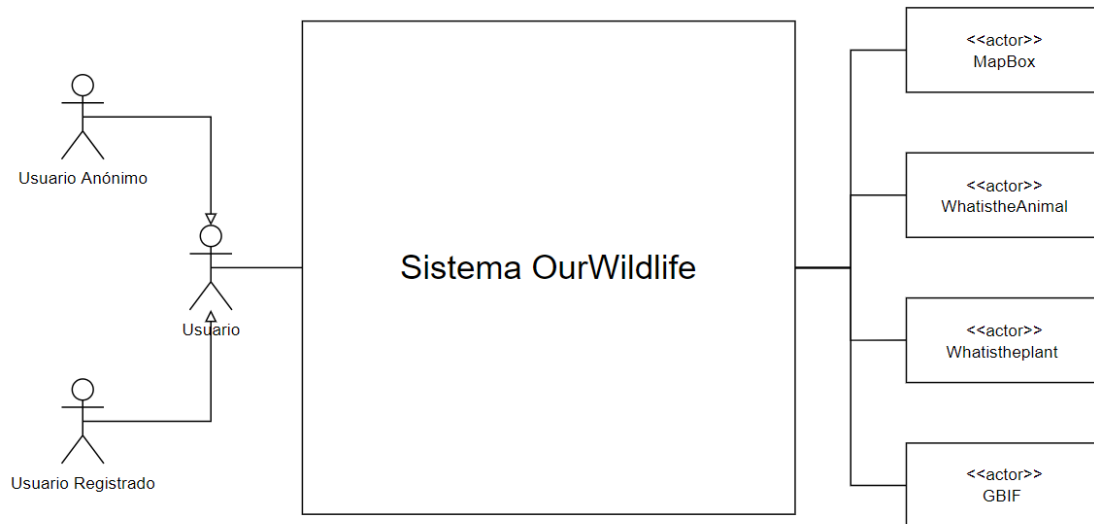 Usuario Anónimo
Usuario
Usuario Registrado
Sistema OurWildlife
<<actor>>
MapBox
<<actor>>
WhatistheAnimal
<<actor>>
Whatistheplant
<<actor>>
GBIF